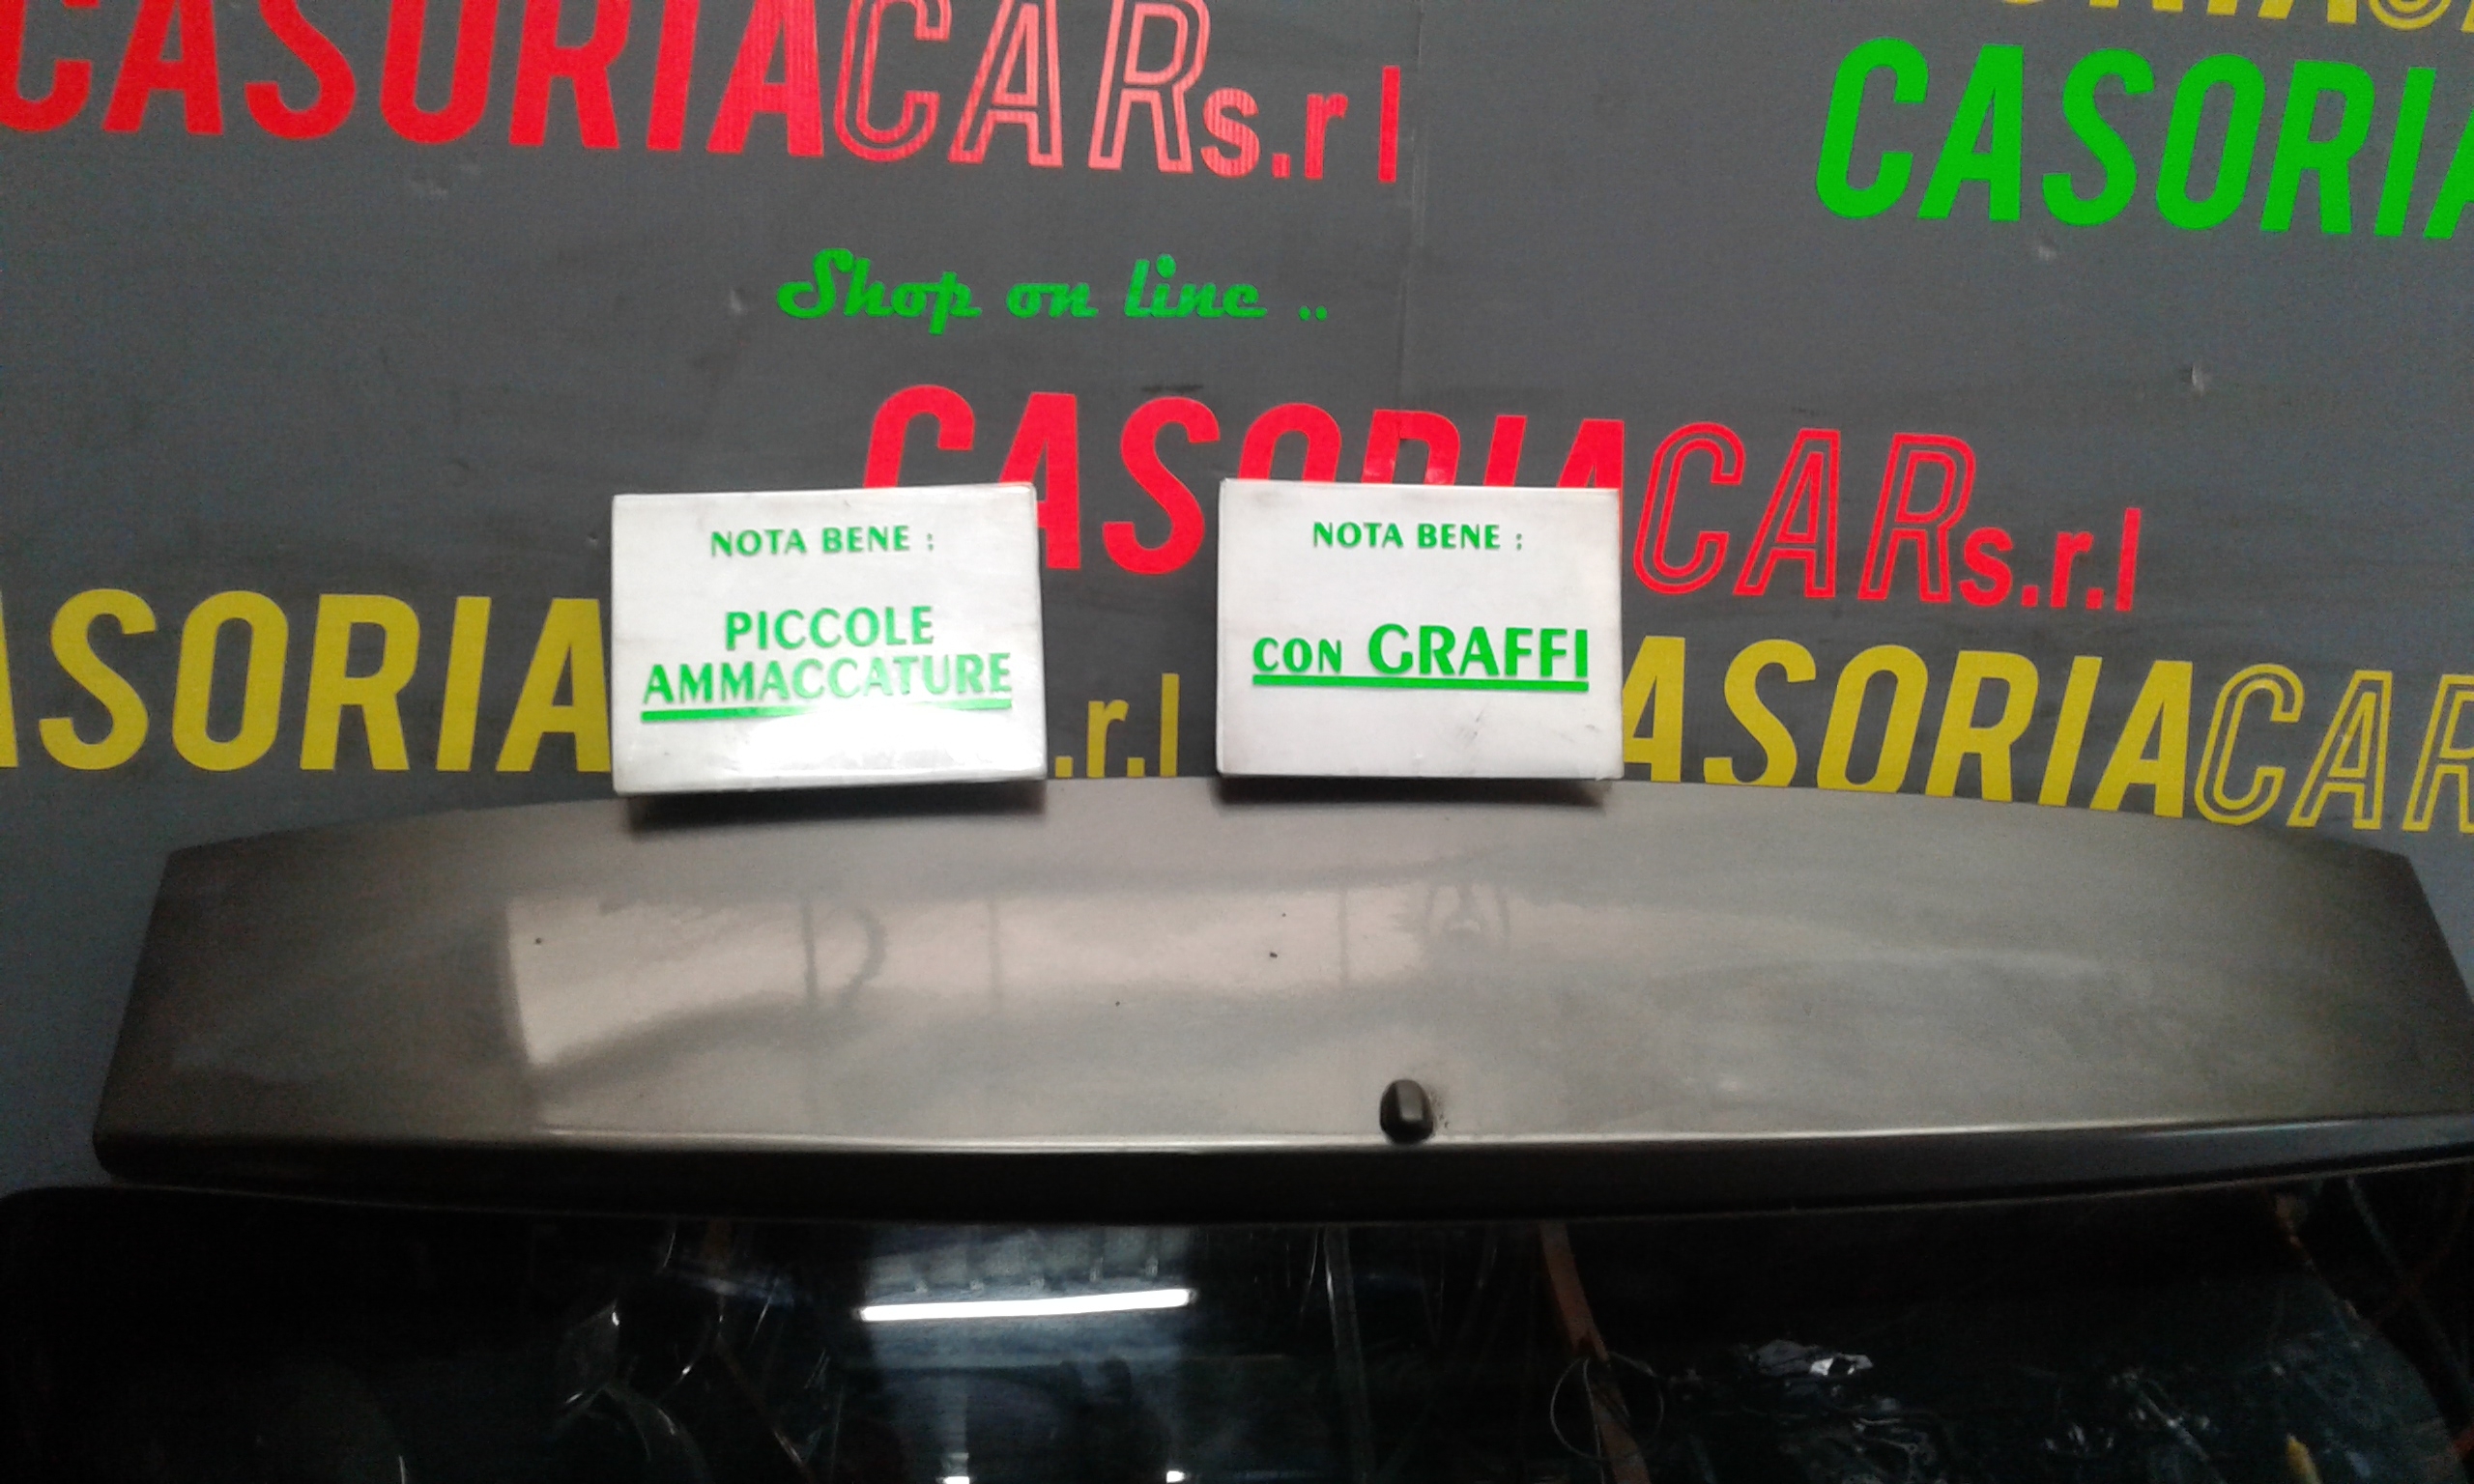 CASORIACARs.r l
CASORIA
Shop on line ..
CASORIACARs.r.l
NOTA BENE :
PICCOLE
AMMACCATURE
NOTA BENE :
CON GRAFFI
ASORIA
.r.l
ASORIACAR